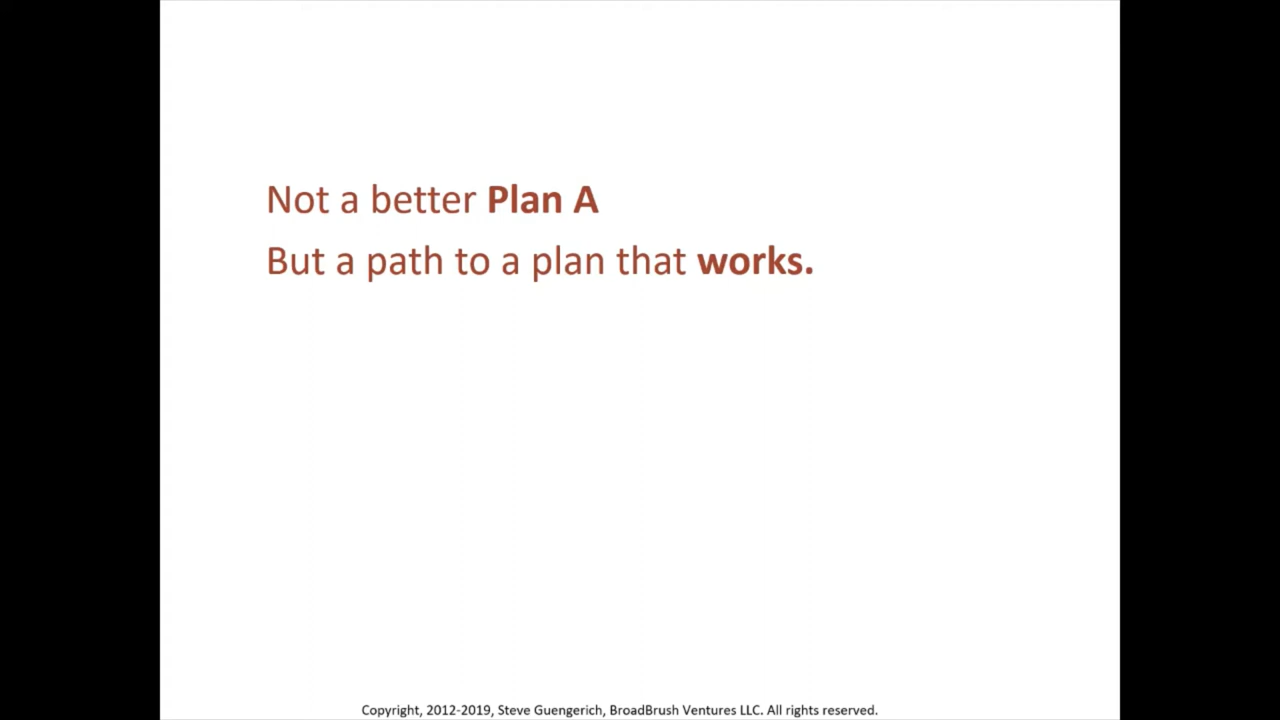 Not a better Plan A
But a path to a plan that works.
Copyright, 2012-2019, Steve Guengerich, BroadBrush Ventures LLC. All rights reserved.